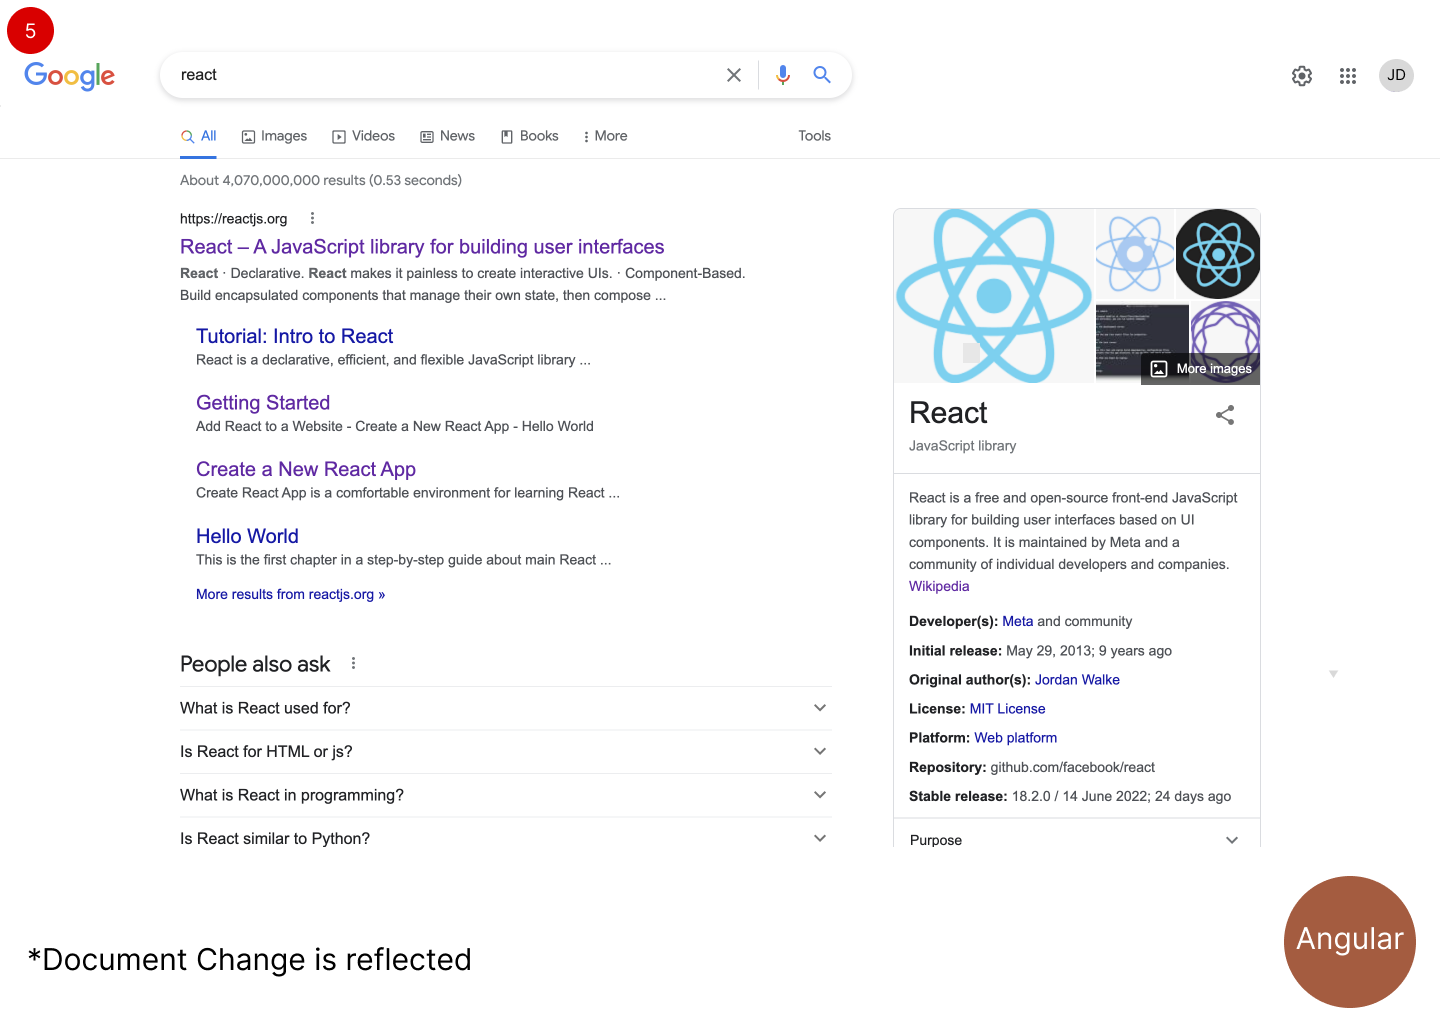 5
Google
react
JD
All
Images
Videos
News
Books
More
Tools
About 4,070,000,000 results (0.53 seconds)
https://reactjs.org
React – A JavaScript library for building user interfaces
React · Declarative. React makes it painless to create interactive UIs. · Component-Based.
Build encapsulated components that manage their own state, then compose ...
Tutorial: Intro to React
React is a declarative, efficient, and flexible JavaScript library ...
Getting Started
Add React to a Website - Create a New React App - Hello World
Create a New React App
Create React App is a comfortable environment for learning React ...
Hello World
This is the first chapter in a step-by-step guide about main React ...
More results from reactjs.org »
People also ask
What is React used for?
Is React for HTML or js?
What is React in programming?
Is React similar to Python?
More images
React
JavaScript library
React is a free and open-source front-end JavaScript
library for building user interfaces based on UI
components. It is maintained by Meta and a
community of individual developers and companies.
Wikipedia
Developer(s): Meta and community
Initial release: May 29, 2013; 9 years ago
Original author(s): Jordan Walke
License: MIT License
Platform: Web platform
Repository: github.com/facebook/react
Stable release: 18.2.0 / 14 June 2022; 24 days ago
Purpose
*Document Change is reflected
Angular